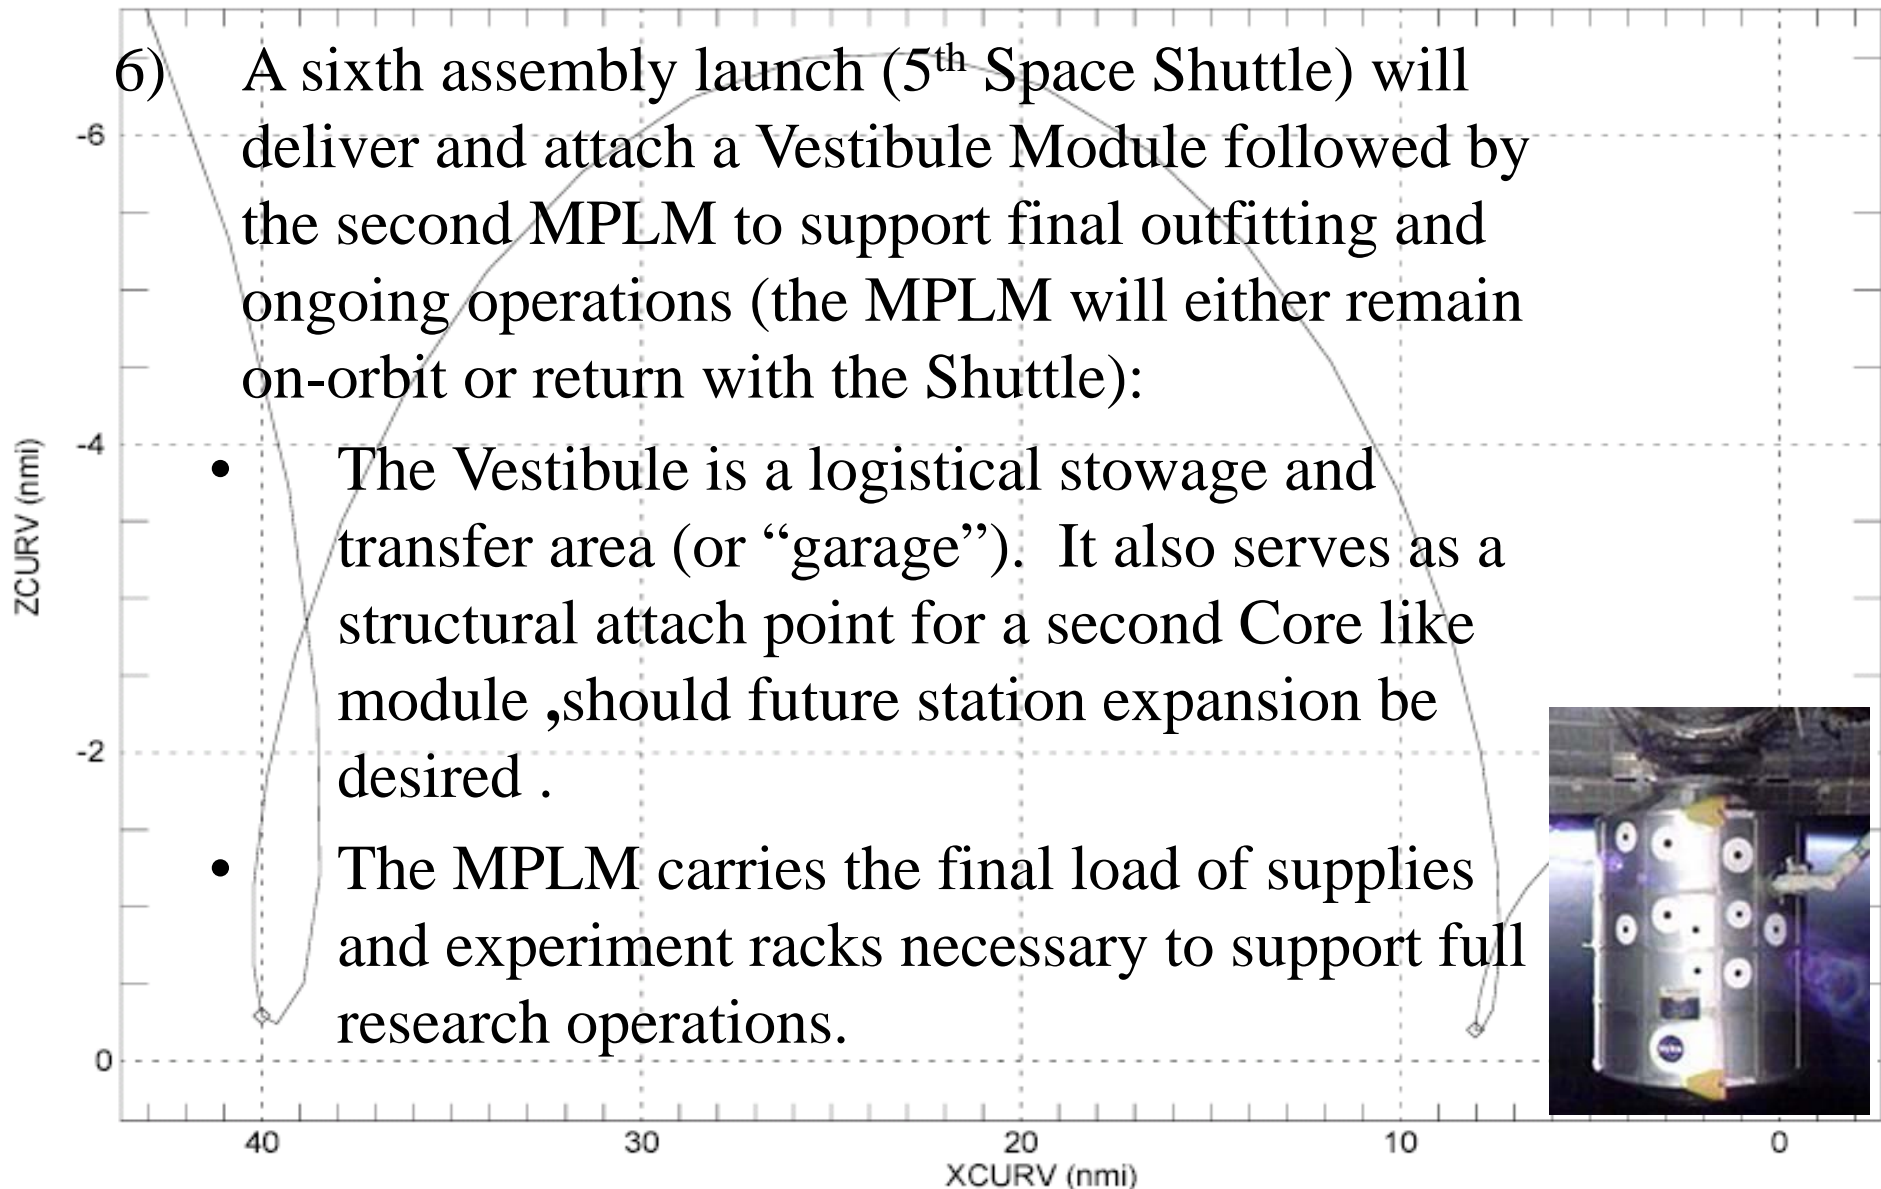 6) A sixth assembly launch (5th Space Shuttle) will
deliver and attach a Vestibule Module followed by
the second MPLM to support final outfitting and
ongoing operations (the MPLM will either remain
on-orbit or return with the Shuttle):
• The Vestibule is a logistical stowage and
transfer area (or “garage”). It also serves as a
structural attach point for a second Core like
module ,should future station expansion be
desired .
• The MPLM carries the final load of supplies
and experiment racks necessary to support full
research operations.
ZCURV (nmi)
-6
-4
-2
0
40 30 20 10 0
XCURV (nmi)
NASA